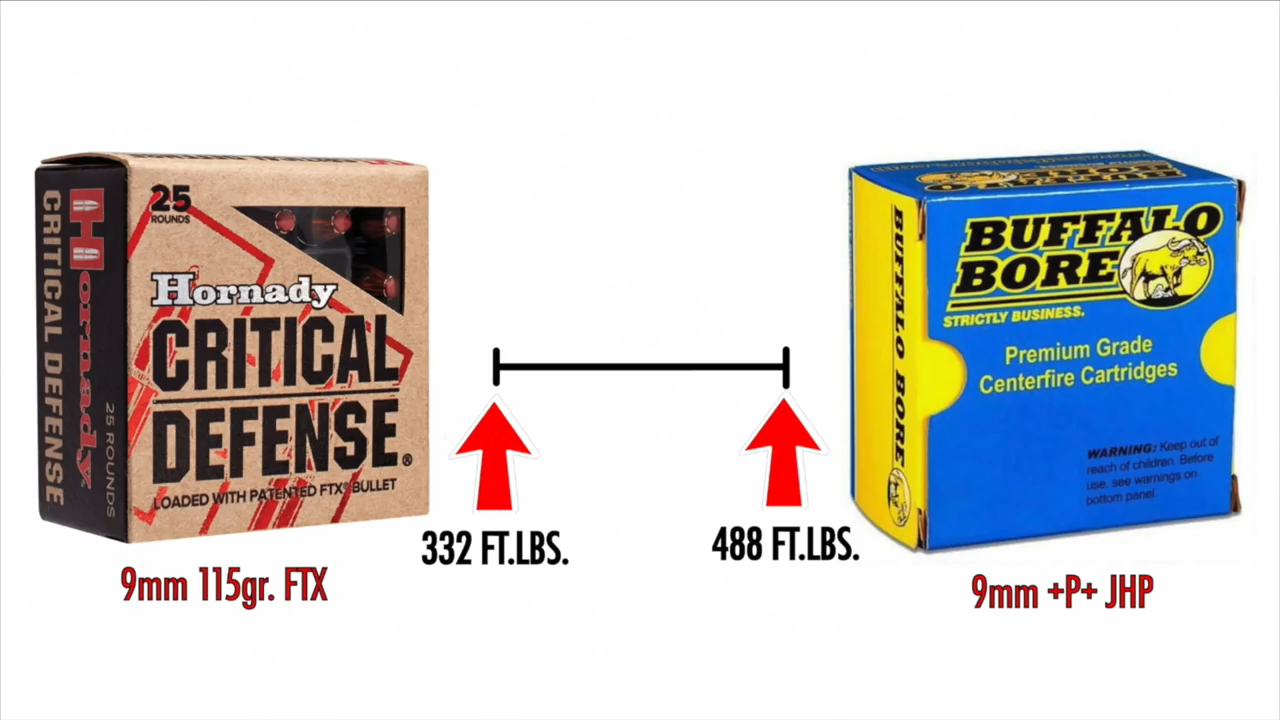 25
ROUNDS
Hornady
CRITICAL
DEFENSE®
LOADED WITH PATENTED FTX® BULLET
Hornady
CRITICAL DEFENSE
25 ROUNDS
9mm 115gr. FTX
332 FT.LBS.
488 FT.LBS.
BUFFALO
BORE
BUFFALO BORE
BUFFALO
BORE
STRICTLY BUSINESS.
Premium Grade
Centerfire Cartridges
WARNING: Keep out of
reach of children. Before
use, see warnings on
bottom panel.
9mm +P+ JHP